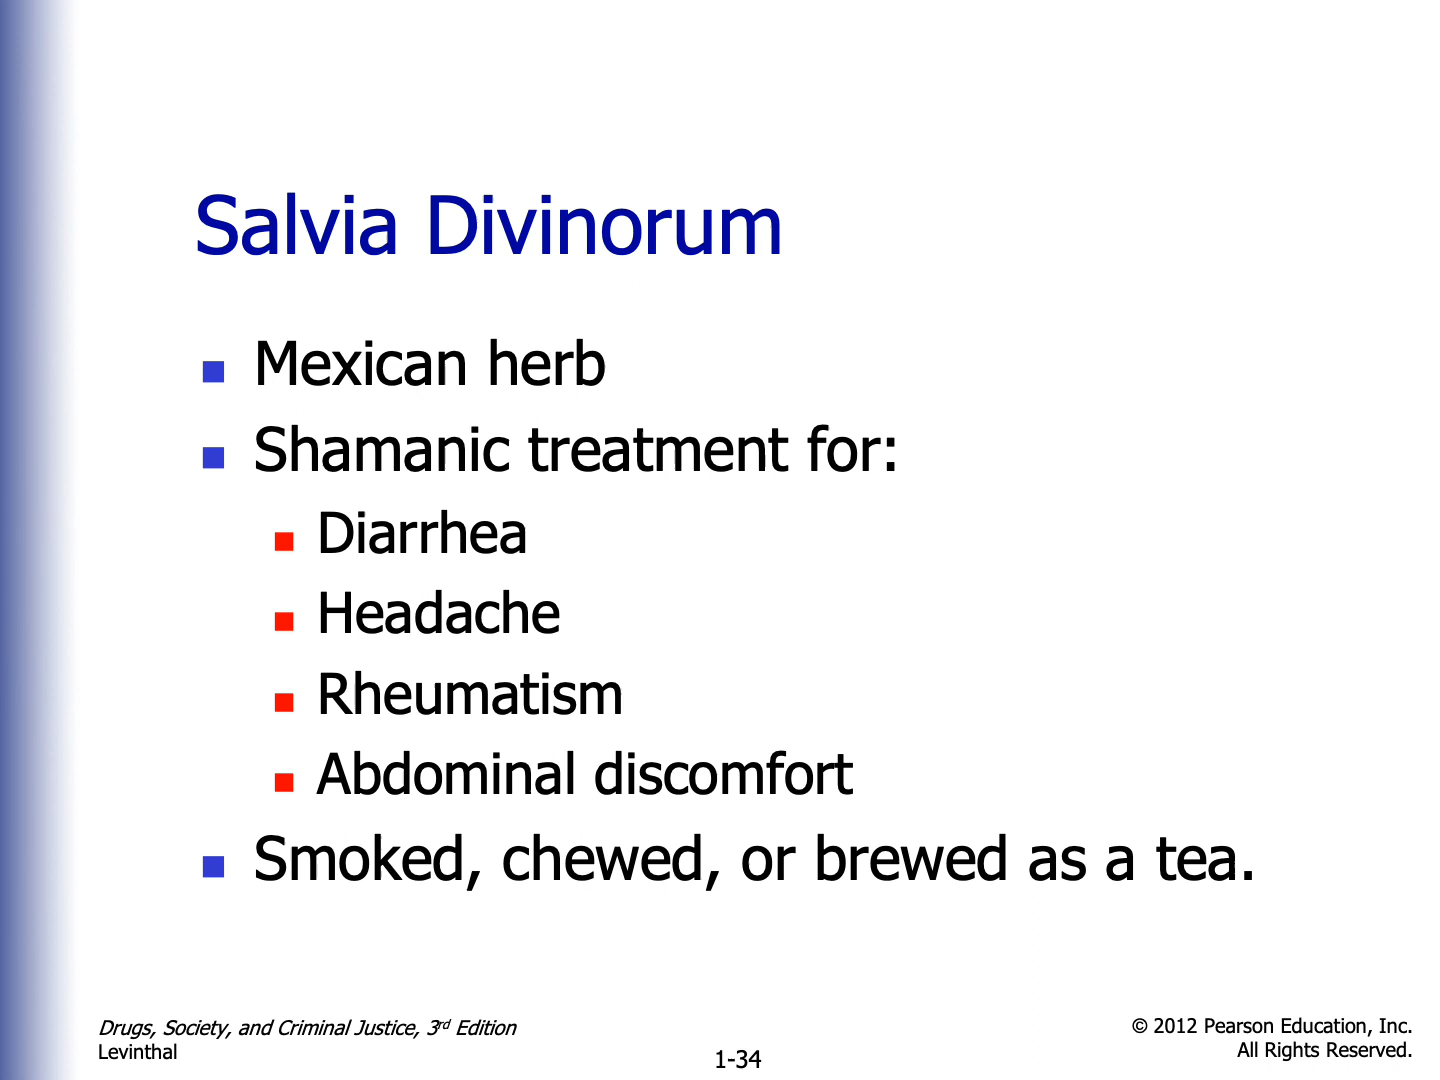 Salvia Divinorum
Mexican herb
Shamanic treatment for:
Diarrhea
Headache
Rheumatism
Abdominal discomfort
Smoked, chewed, or brewed as a tea.
Drugs, Society, and Criminal Justice, 3rd Edition
Levinthal
1-34
© 2012 Pearson Education, Inc.
All Rights Reserved.